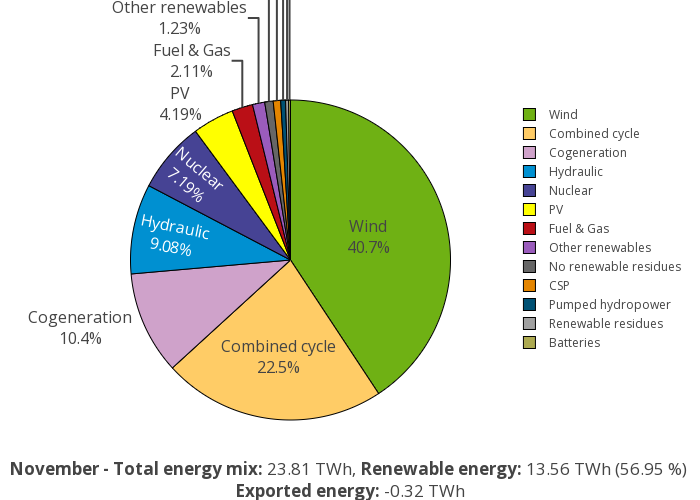 Other renewables
1.23%
Fuel & Gas
2.11%
PV
4.19%
Nuclear
7.19%
Hydraulic
9.08%
Wind
40.7%
Cogeneration
10.4%
Combined cycle
22.5%
Wind
Combined cycle
Cogeneration
Hydraulic
Nuclear
PV
Fuel & Gas
Other renewables
No renewable residues
CSP
Pumped hydropower
Renewable residues
Batteries
November - Total energy mix: 23.81 TWh, Renewable energy: 13.56 TWh (56.95 %)
Exported energy: -0.32 TWh